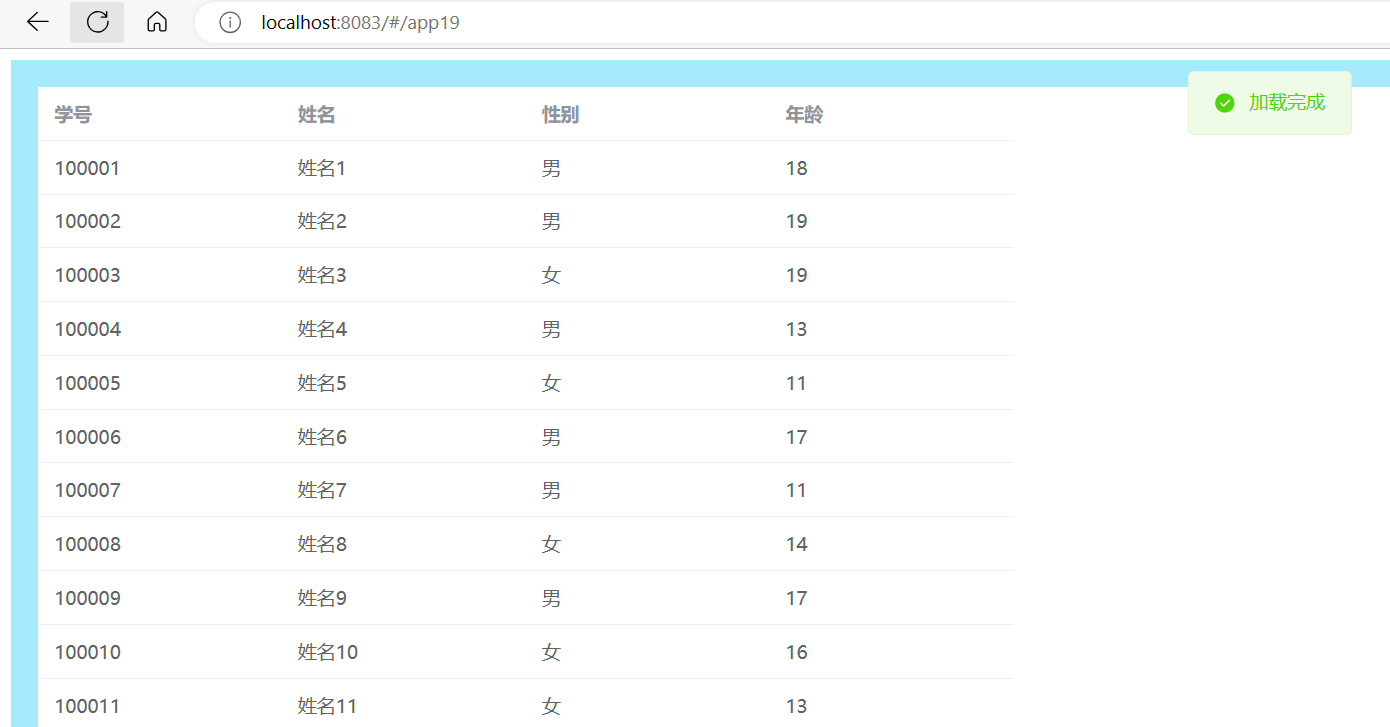 localhost:8083/#/app19
加载完成
学号 姓名 性别 年龄
100001 姓名1 男 18
100002 姓名2 男 19
100003 姓名3 女 19
100004 姓名4 男 13
100005 姓名5 女 11
100006 姓名6 男 17
100007 姓名7 男 11
100008 姓名8 女 14
100009 姓名9 男 17
100010 姓名10 女 16
100011 姓名11 女 13